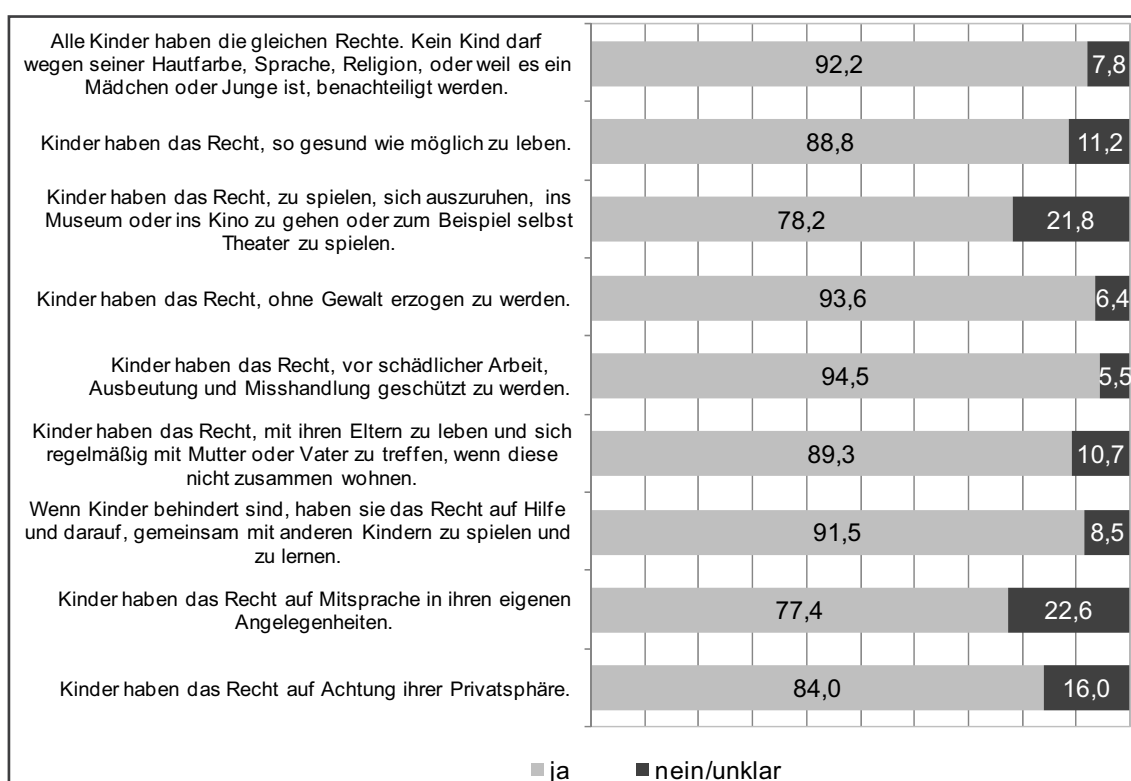 Alle Kinder haben die gleichen Rechte. Kein Kind darf
wegen seiner Hautfarbe, Sprache, Religion, oder weil es ein
Mädchen oder Junge ist, benachteiligt werden.
92,2
7,8
Kinder haben das Recht, so gesund wie möglich zu leben.
88,8
11,2
Kinder haben das Recht, zu spielen, sich auszuruhen, ins
Museum oder ins Kino zu gehen oder zum Beispiel selbst
Theater zu spielen.
78,2
21,8
Kinder haben das Recht, ohne Gewalt erzogen zu werden.
93,6
6,4
Kinder haben das Recht, vor schädlicher Arbeit,
Ausbeutung und Misshandlung geschützt zu werden.
94,5
5,5
Kinder haben das Recht, mit ihren Eltern zu leben und sich
regelmäßig mit Mutter oder Vater zu treffen, wenn diese
nicht zusammen wohnen.
89,3
10,7
Wenn Kinder behindert sind, haben sie das Recht auf Hilfe
und darauf, gemeinsam mit anderen Kindern zu spielen und
zu lernen.
91,5
8,5
Kinder haben das Recht auf Mitsprache in ihren eigenen
Angelegenheiten.
77,4
22,6
Kinder haben das Recht auf Achtung ihrer Privatsphäre.
84,0
16,0
ja
nein/unklar